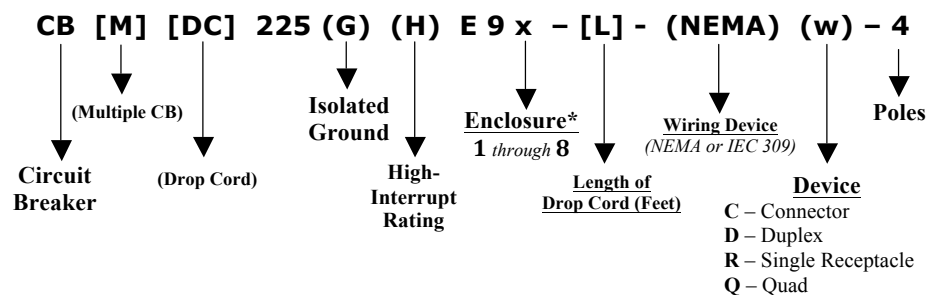 CB [M] [DC] 225 (G) (H) E 9 x – [L] - (NEMA) (w) – 4
(Multiple CB)
Circuit
Breaker
(Drop Cord)
Isolated
Ground
High-
Interrupt
Rating
Enclosure*
1 through 8
Length of
Drop Cord (Feet)
Wiring Device
(NEMA or IEC 309)
Device
C – Connector
D – Duplex
R – Single Receptacle
Q – Quad
Poles